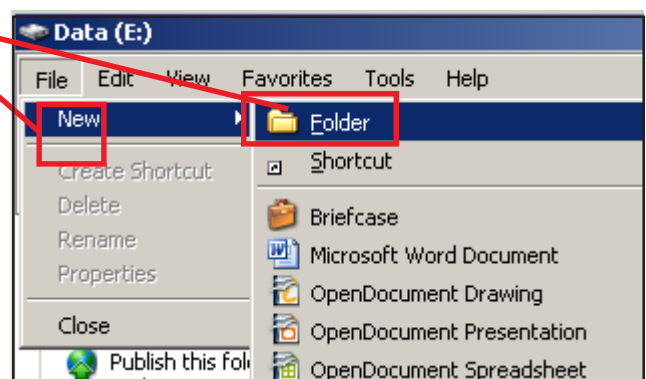 Data (E:)
File Edit View Favorites Tools Help
New
Create Shortcut
Delete
Rename
Properties
Close
Publish this
Folder
Shortcut
Briefcase
Microsoft Word Document
OpenDocument Drawing
OpenDocument Presentation
OpenDocument Spreadsheet